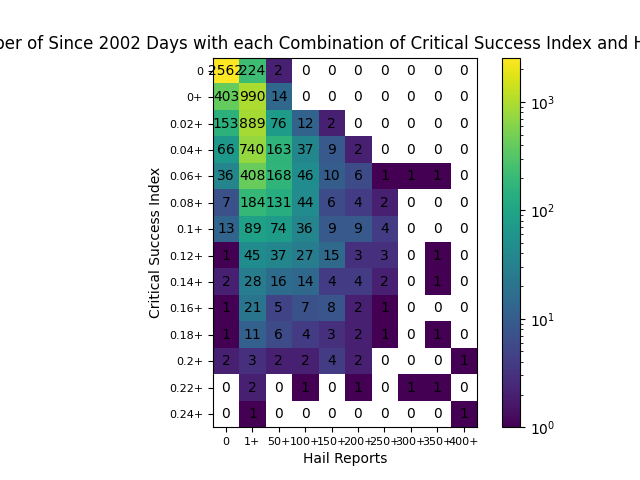 ber of Since 2002 Days with each Combination of Critical Success Index and H
Critical Success Index
0 2562 224 2 0 0 0 0 0 0 0
0+ 403 990 14 0 0 0 0 0 0 0
0.02+ 153 889 76 12 2 0 0 0 0 0
0.04+ 66 740 163 37 9 2 0 0 0 0
0.06+ 36 408 168 46 10 6 1 1 1 0
0.08+ 7 184 131 44 6 4 2 0 0 0
0.1+ 13 89 74 36 9 9 4 0 0 0
0.12+ 1 45 37 27 15 3 3 0 1 0
0.14+ 2 28 16 14 4 4 2 0 1 0
0.16+ 1 21 5 7 8 2 1 0 0 0
0.18+ 1 11 6 4 3 2 1 0 1 0
0.2+ 2 3 2 2 4 2 0 0 0 1
0.22+ 0 2 0 1 0 1 0 1 1 0
0.24+ 0 1 0 0 0 0 0 0 0 1
0 1+ 50+ 100+ 150+ 200+ 250+ 300+ 350+ 400+
Hail Reports
10³
10²
10¹
10⁰